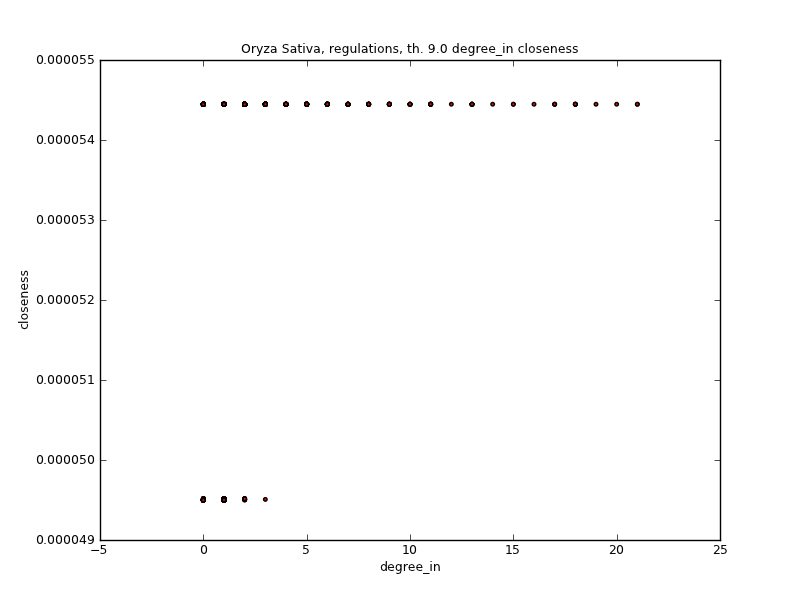 Oryza Sativa, regulations, th. 9.0 degree_in closeness
0.000055
0.000054
0.000053
0.000052
0.000051
0.000050
0.000049
closeness
−5 0 5 10 15 20 25
degree_in